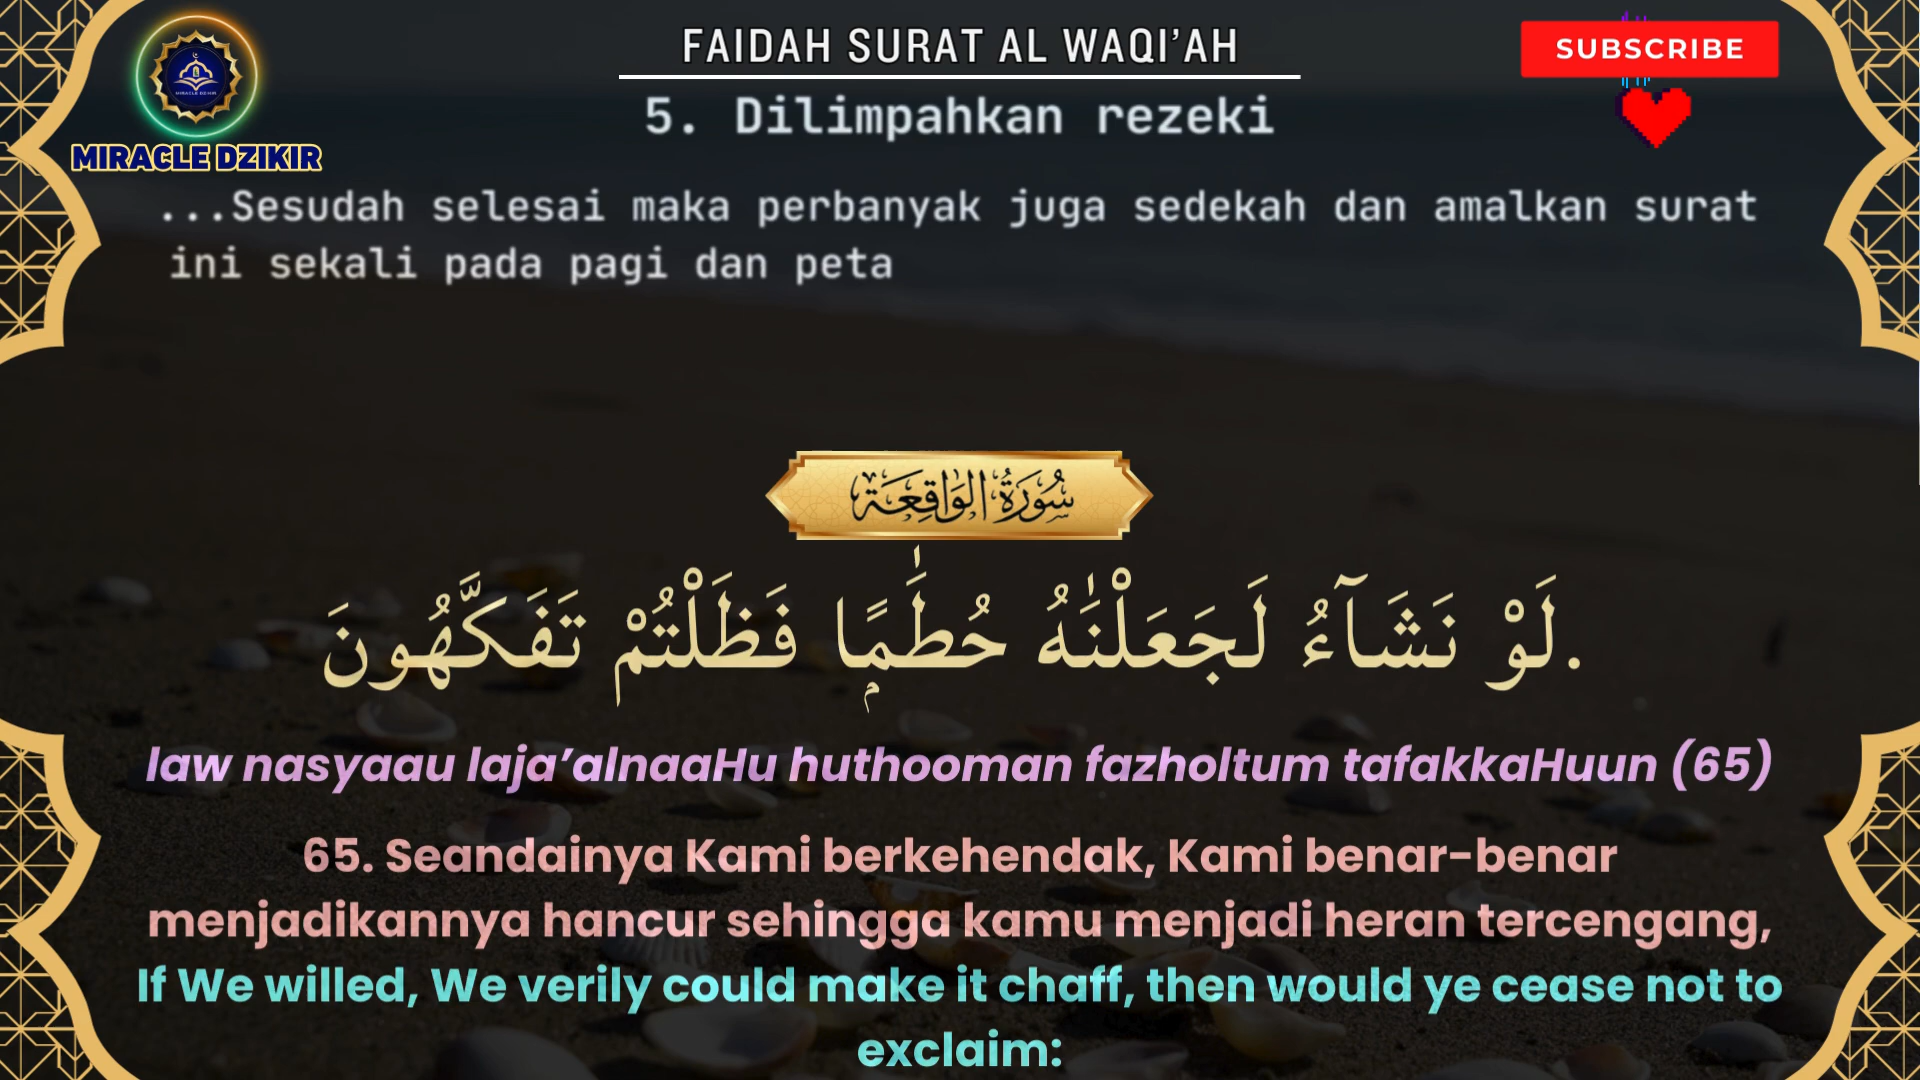 FAIDAH SURAT AL WAQI’AH
SUBSCRIBE
5. Dilimpahkan rezeki
MIRACLE DZIKIR
...Sesudah selesai maka perbanyak juga sedekah dan amalkan surat
ini sekali pada pagi dan peta
سُورَةُ الوَاقِعَة
لَوْ نَشَآءُ لَجَعَلْنَٰهُ حُطَٰمًۭا فَظَلْتُمْ تَفَكَّهُونَ.
law nasyaau laja’alnaaHu huthooman fazholtum tafakkaHuun (65)
65. Seandainya Kami berkehendak, Kami benar-benar
menjadikannya hancur sehingga kamu menjadi heran tercengang,
If We willed, We verily could make it chaff, then would ye cease not to
exclaim: